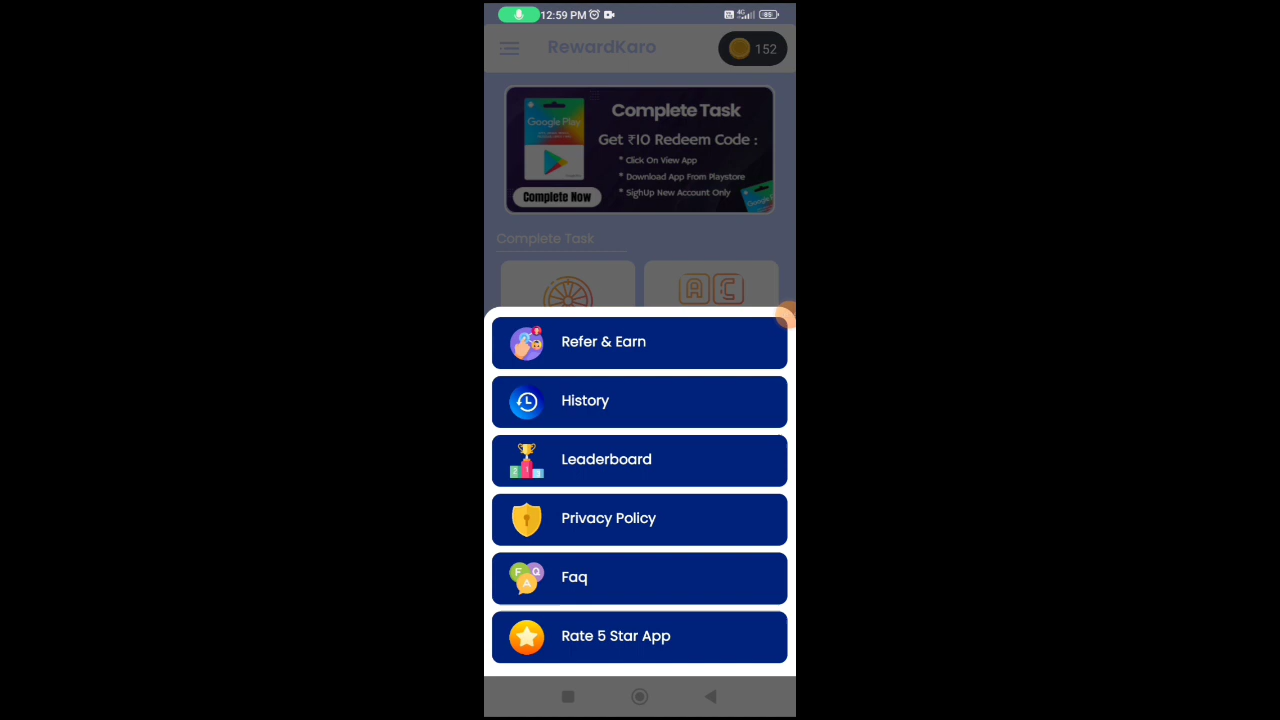 12:59 PM
4G
85
RewardKaro
152
Complete Task
Google Play
Get ₹10 Redeem Code :
* Click On View App
* Download App From Playstore
* SighUp New Account Only
Complete Now
Complete Task
A C
Refer & Earn
History
Leaderboard
Privacy Policy
F Q A
Faq
Rate 5 Star App